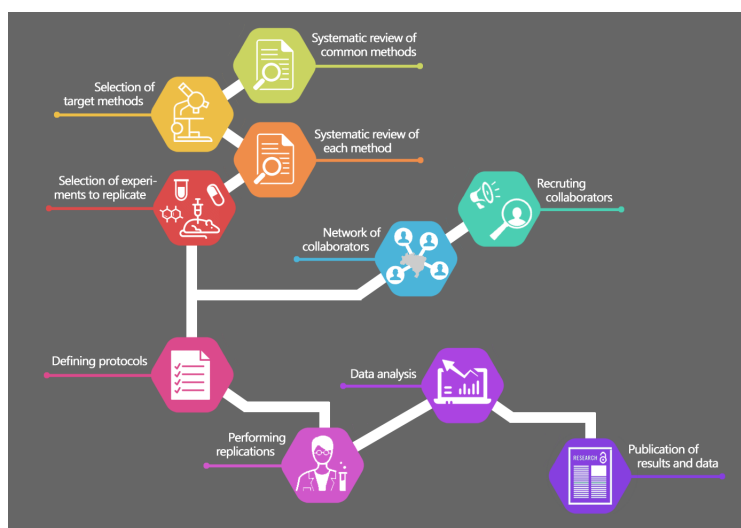 Systematic review of
common methods
Selection of
target methods
Systematic review of
each method
Selection of experi-
ments to replicate
Recruting
collaborators
Network of
collaborators
Defining protocols
Data analysis
Performing
replications
RESEARCH
Publication of
results and data